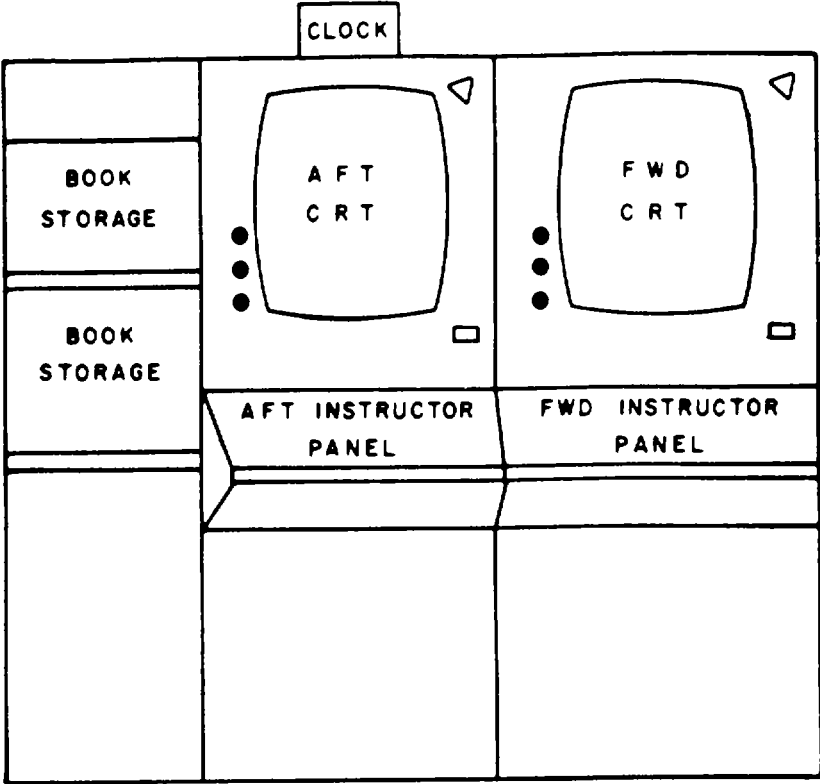 CLOCK
BOOK
STORAGE
BOOK
STORAGE
AFT
CRT
FWD
CRT
AFT INSTRUCTOR
PANEL
FWD INSTRUCTOR
PANEL